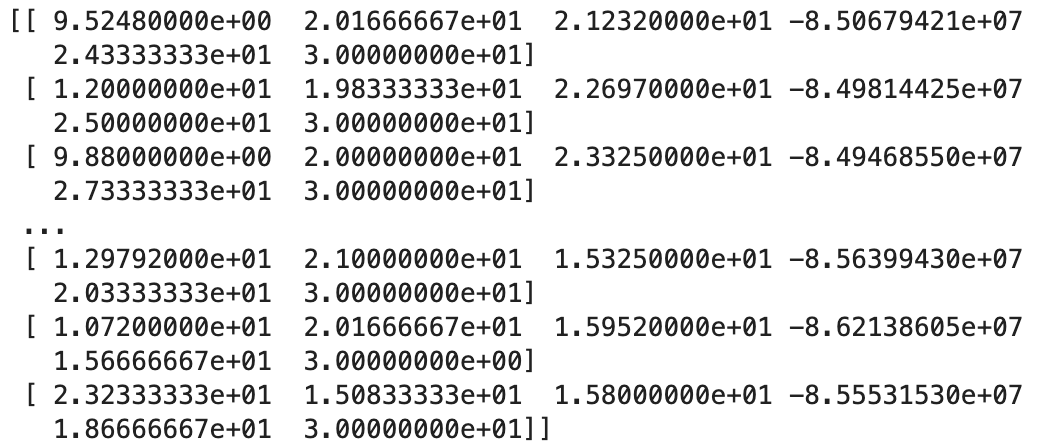 [[ 9.52480000e+00  2.01666667e+01  2.12320000e+01 -8.50679421e+07
   2.43333333e+01  3.00000000e+01]
 [ 1.20000000e+01  1.98333333e+01  2.26970000e+01 -8.49814425e+07
   2.50000000e+01  3.00000000e+01]
 [ 9.88000000e+00  2.00000000e+01  2.33250000e+01 -8.49468550e+07
   2.73333333e+01  3.00000000e+01]
 ...
 [ 1.29792000e+01  2.10000000e+01  1.53250000e+01 -8.56399430e+07
   2.03333333e+01  3.00000000e+01]
 [ 1.07200000e+01  2.01666667e+01  1.59520000e+01 -8.62138605e+07
   1.56666667e+01  3.00000000e+00]
 [ 2.32333333e+01  1.50833333e+01  1.58000000e+01 -8.55531530e+07
   1.86666667e+01  3.00000000e+01]]